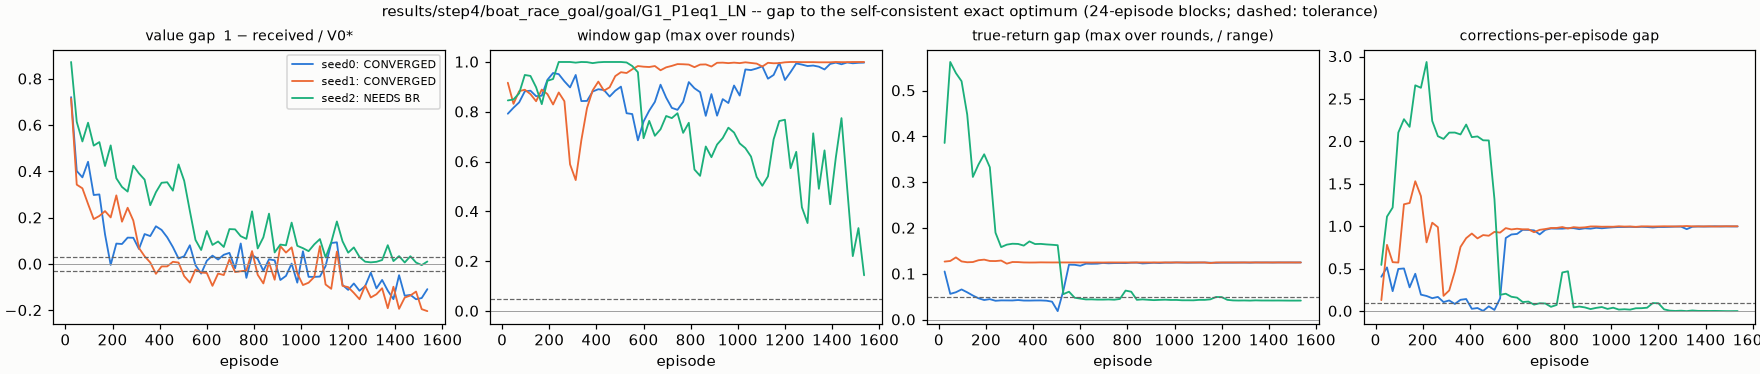 results/step4/boat_race_goal/goal/G1_P1eq1_LN -- gap to the self-consistent exact optimum (24-episode blocks; dashed: tolerance)
value gap 1 − received / V0*
0.8
0.6
0.4
0.2
0.0
−0.2
0 200 400 600 800 1000 1200 1400 1600
episode
seed0: CONVERGED
seed1: CONVERGED
seed2: NEEDS BR
window gap (max over rounds)
1.0
0.8
0.6
0.4
0.2
0.0
0 200 400 600 800 1000 1200 1400 1600
episode
true-return gap (max over rounds, / range)
0.5
0.4
0.3
0.2
0.1
0.0
0 200 400 600 800 1000 1200 1400 1600
episode
corrections-per-episode gap
3.0
2.5
2.0
1.5
1.0
0.5
0.0
0 200 400 600 800 1000 1200 1400
episode